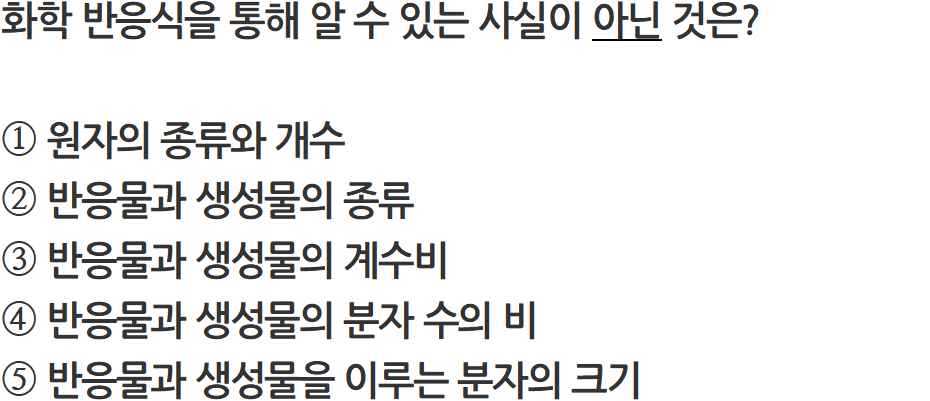 화학 반응식을 통해 알 수 있는 사실이 아닌 것은?
① 원자의 종류와 개수
② 반응물과 생성물의 종류
③ 반응물과 생성물의 계수비
④ 반응물과 생성물의 분자 수의 비
⑤ 반응물과 생성물을 이루는 분자의 크기